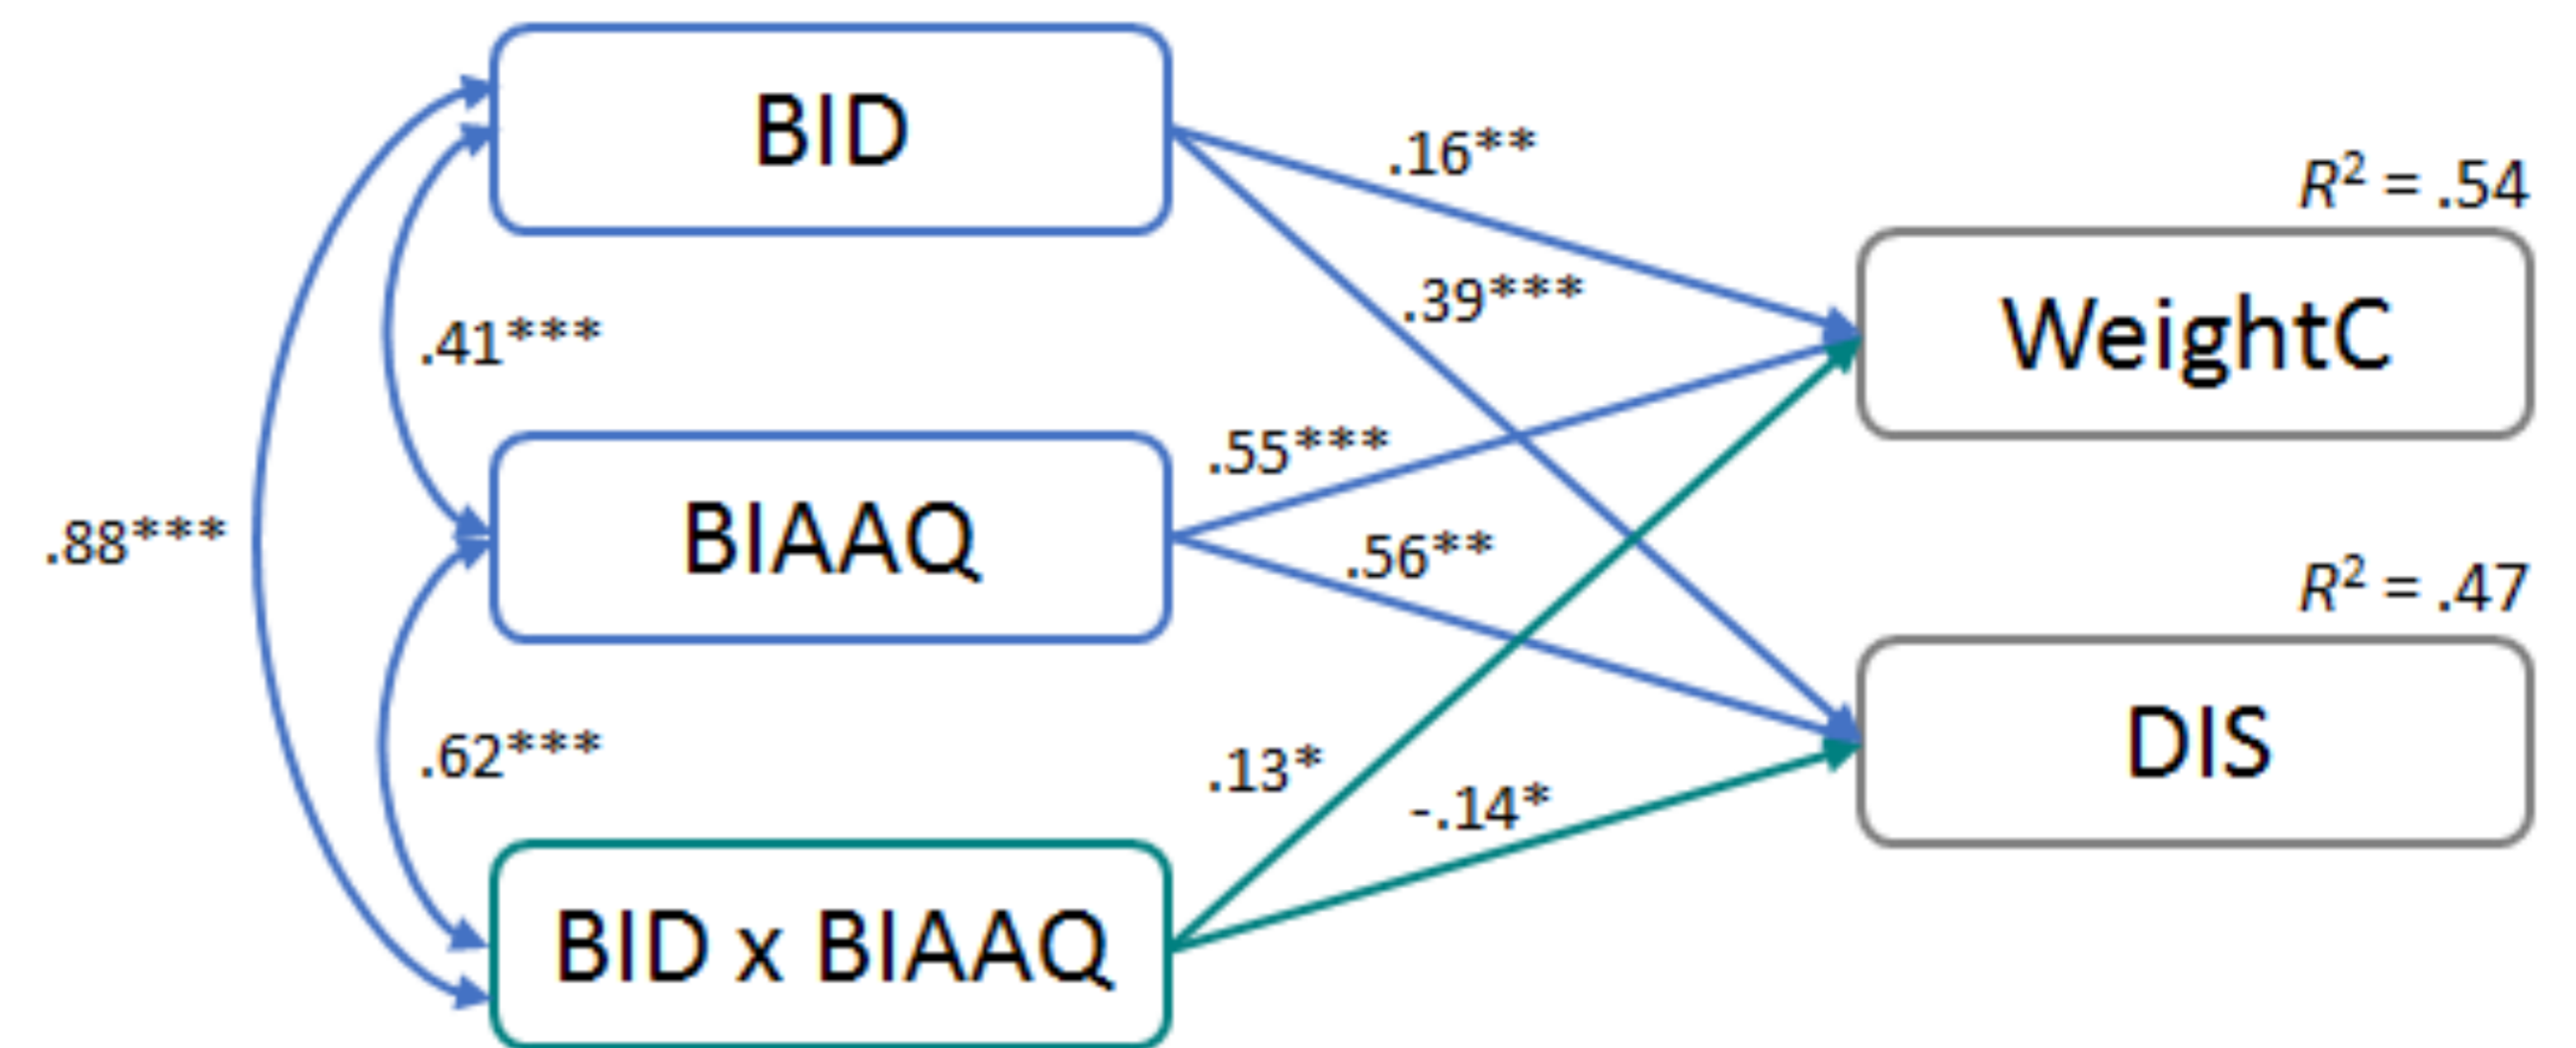 BID
.16**
R² = .54
.39***
WeightC
.41***
.55***
.88***
BIAAQ
.56**
R² = .47
.62***
.13*
-.14*
DIS
BID x BIAAQ